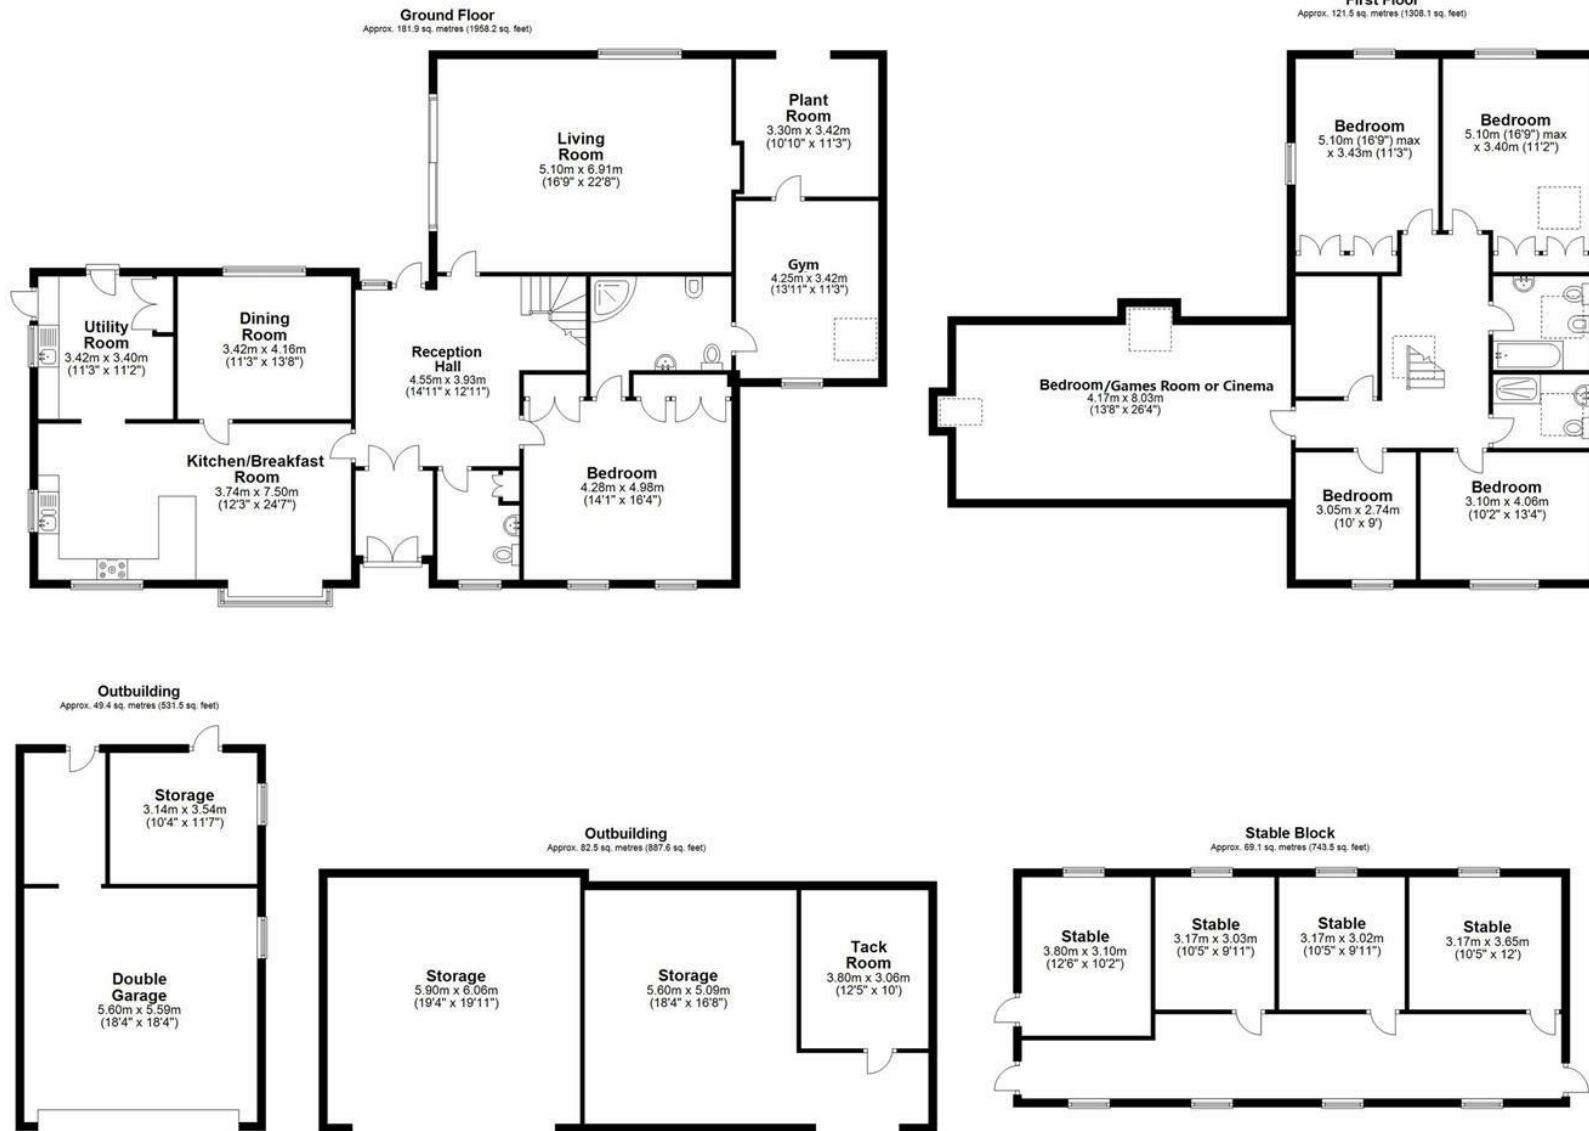 Ground Floor
Approx. 181.9 sq. metres (1958.2 sq. feet)
Living
Room
5.10m x 6.91m
(16'9" x 22'8")
Plant
Room
3.30m x 3.42m
(10'10" x 11'3")
Gym
4.25m x 3.42m
(13'11" x 11'3")
Utility
Room
3.42m x 3.40m
(11'3" x 11'2")
Dining
Room
3.42m x 4.16m
(11'3" x 13'8")
Reception
Hall
4.55m x 3.93m
(14'11" x 12'11")
Kitchen/Breakfast
Room
3.74m x 7.50m
(12'3" x 24'7")
Bedroom
4.28m x 4.98m
(14'1" x 16'4")
First Floor
Approx. 121.5 sq. metres (1308.1 sq. feet)
Bedroom
5.10m (16'9") max
x 3.43m (11'3")
Bedroom
5.10m (16'9") max
x 3.40m (11'2")
Bedroom/Games Room or Cinema
4.17m x 8.03m
(13'8" x 26'4")
Bedroom
3.05m x 2.74m
(10' x 9')
Bedroom
3.10m x 4.06m
(10'2" x 13'4")
Outbuilding
Approx. 49.4 sq. metres (531.5 sq. feet)
Storage
3.14m x 3.54m
(10'4" x 11'7")
Double
Garage
5.60m x 5.59m
(18'4" x 18'4")
Outbuilding
Approx. 82.5 sq. metres (887.6 sq. feet)
Storage
5.90m x 6.06m
(19'4" x 19'11")
Storage
5.60m x 5.09m
(18'4" x 16'8")
Tack
Room
3.80m x 3.06m
(12'5" x 10')
Stable Block
Approx. 69.1 sq. metres (743.5 sq. feet)
Stable
3.80m x 3.10m
(12'6" x 10'2")
Stable
3.17m x 3.03m
(10'5" x 9'11")
Stable
3.17m x 3.02m
(10'5" x 9'11")
Stable
3.17m x 3.65m
(10'5" x 12')